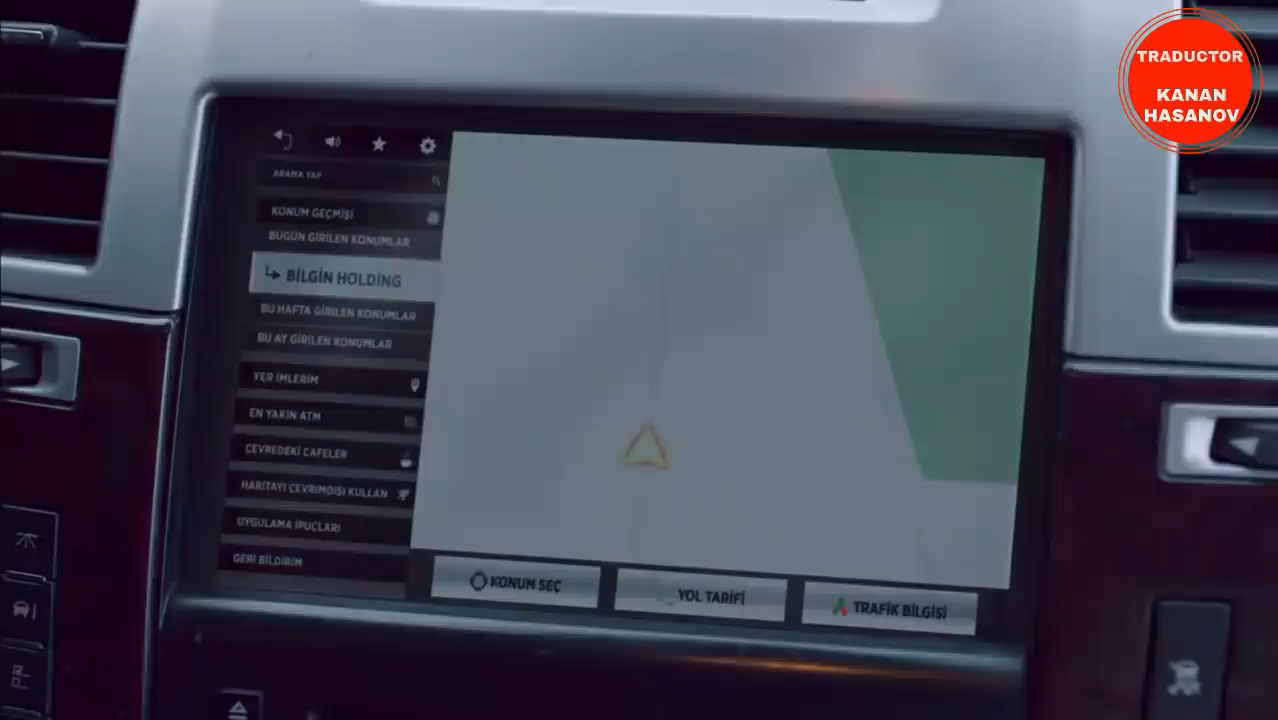 TRADUCTOR
KANAN
HASANOV
ARAMA YAP
KONUM GEÇMİŞİ
BUGÜN GİRİLEN KONUMLAR
BİLGİN HOLDİNG
BU HAFTA GİRİLEN KONUMLAR
BU AY GİRİLEN KONUMLAR
YER İMLERİM
EN YAKIN ATM
ÇEVREDEKİ CAFELER
HARİTAYI ÇEVRİMDIŞI KULLAN
UYGULAMA İPUÇLARI
GERİ BİLDİRİM
KONUM SEÇ
YOL TARİFİ
TRAFİK BİLGİSİ